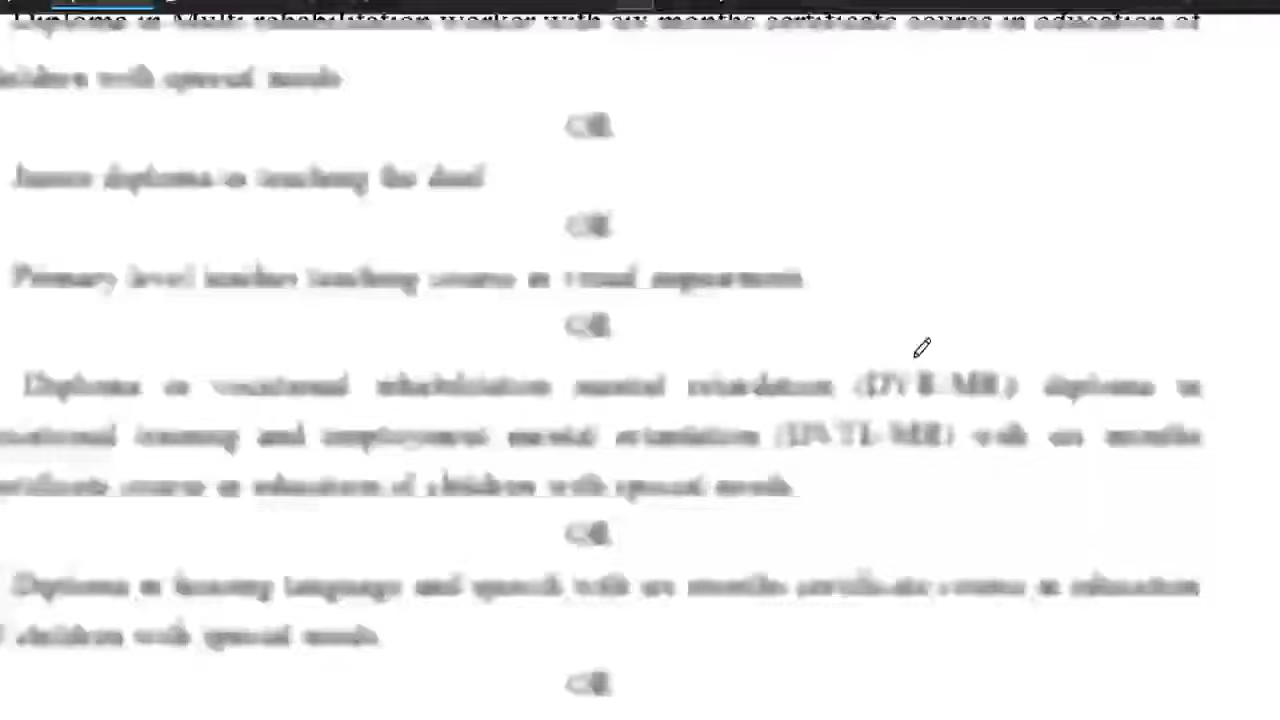 Diploma in Multi rehabilitation worker with six months certificate course in education of
children with special needs
OR
Junior diploma in teaching the deaf
OR
Primary level teacher teaching course in visual impairment
OR
Diploma in vocational rehabilitation mental retardation (DVR-MR) diploma in
vocational training and employment mental retardation (DVTE-MR) with six months
certificate course in education of children with special needs
OR
Diploma in hearing language and speech with six months certificate course in education
children with special needs
OR